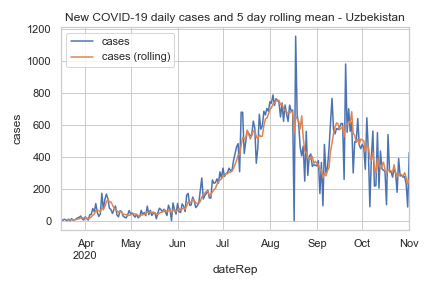 New COVID-19 daily cases and 5 day rolling mean - Uzbekistan
cases
cases (rolling)
1200
1000
800
600
400
200
0
cases
Apr
2020
May
Jun
Jul
Aug
Sep
Oct
Nov
dateRep